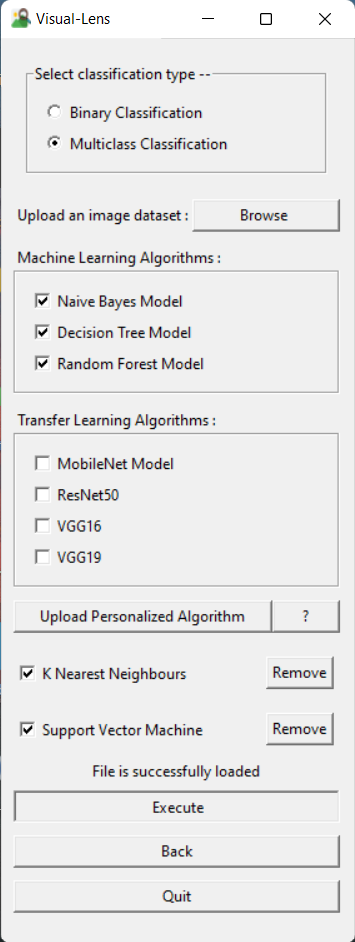 Visual-Lens
Select classification type --
Binary Classification
Multiclass Classification
Upload an image dataset : Browse
Machine Learning Algorithms :
Naive Bayes Model
Decision Tree Model
Random Forest Model
Transfer Learning Algorithms :
MobileNet Model
ResNet50
VGG16
VGG19
Upload Personalized Algorithm ?
K Nearest Neighbours Remove
Support Vector Machine Remove
File is successfully loaded
Execute
Back
Quit